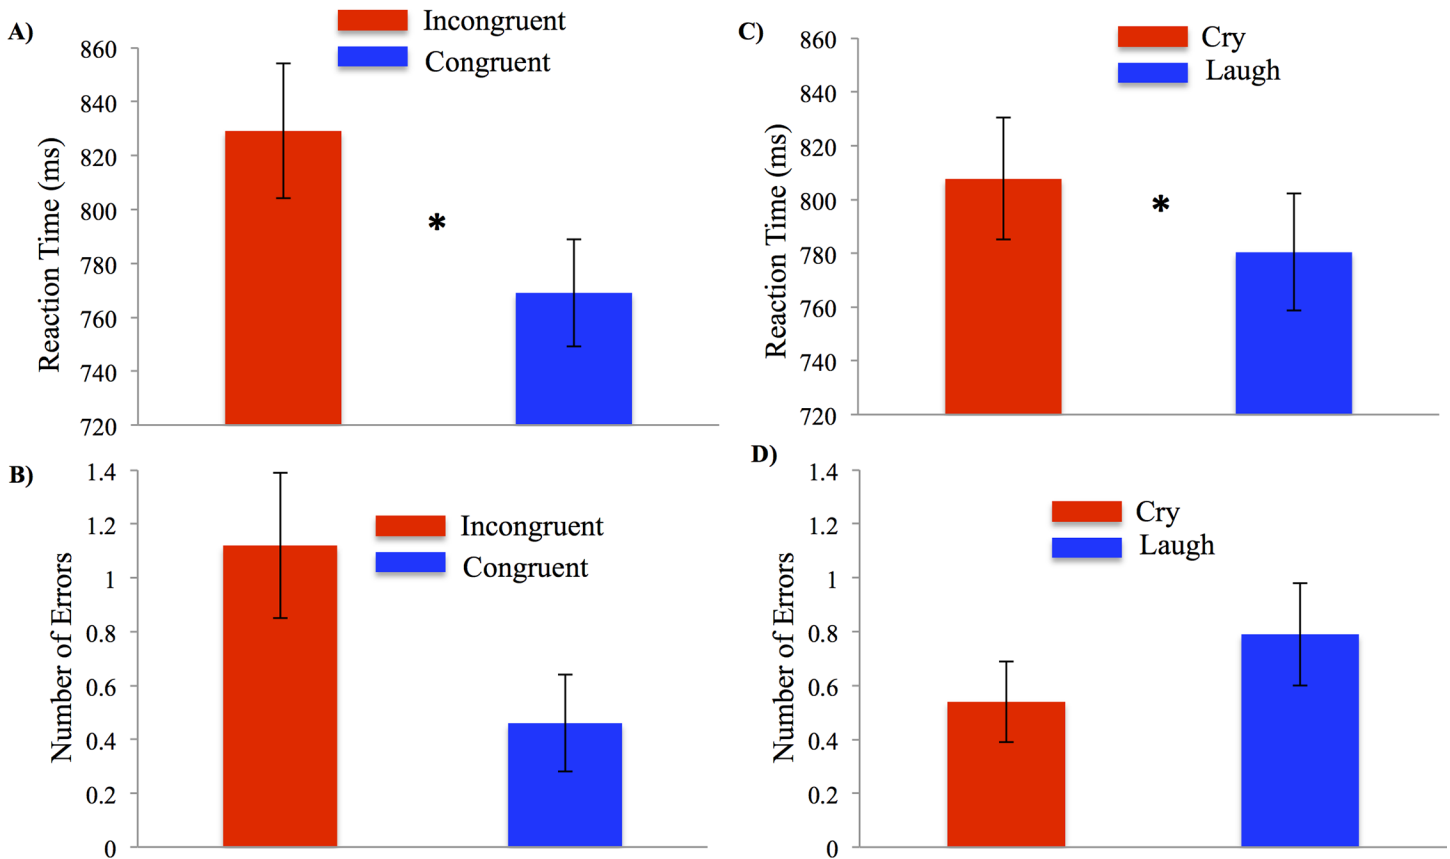 A)
Incongruent
Congruent
Reaction Time (ms)
860
840
820
800
780
760
740
720
*
C)
Cry
Laugh
Reaction Time (ms)
860
840
820
800
780
760
740
720
*
B)
Incongruent
Congruent
Number of Errors
1.4
1.2
1
0.8
0.6
0.4
0.2
0
D)
Cry
Laugh
Number of Errors
1.4
1.2
1
0.8
0.6
0.4
0.2
0